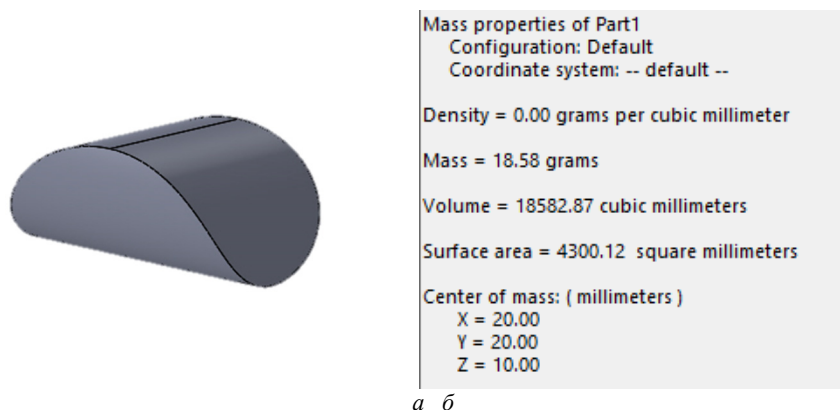 Mass properties of Part1
Configuration: Default
Coordinate system: -- default --
Density = 0.00 grams per cubic millimeter
Mass = 18.58 grams
Volume = 18582.87 cubic millimeters
Surface area = 4300.12  square millimeters
Center of mass: ( millimeters )
X = 20.00
Y = 20.00
Z = 10.00
а б